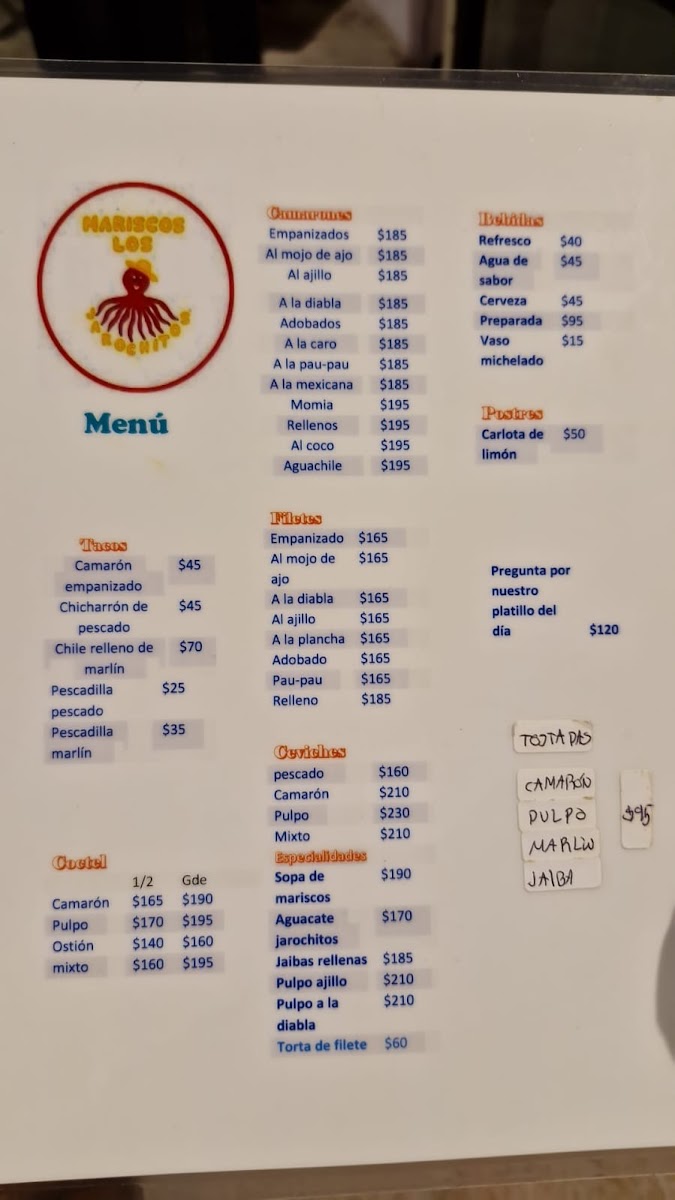 MARISCOS
LOS
JAROCHITOS
Menú
Tacos
Camarón $45
empanizado
Chicharrón de $45
pescado
Chile relleno de $70
marlín
Pescadilla $25
pescado
Pescadilla $35
marlín
Coctel
1/2 Gde
Camarón $165 $190
Pulpo $170 $195
Ostión $140 $160
mixto $160 $195
Camarones
Empanizados $185
Al mojo de ajo $185
Al ajillo $185
A la diabla $185
Adobados $185
A la caro $185
A la pau-pau $185
A la mexicana $185
Momia $195
Rellenos $195
Al coco $195
Aguachile $195
Filetes
Empanizado $165
Al mojo de $165
ajo
A la diabla $165
Al ajillo $165
A la plancha $165
Adobado $165
Pau-pau $165
Relleno $185
Ceviches
pescado $160
Camarón $210
Pulpo $230
Mixto $210
Especialidades
Sopa de $190
mariscos
Aguacate $170
jarochitos
Jaibas rellenas $185
Pulpo ajillo $210
Pulpo a la $210
diabla
Torta de filete $60
Bebidas
Refresco $40
Agua de $45
sabor
Cerveza $45
Preparada $95
Vaso $15
michelado
Postres
Carlota de $50
limón
Pregunta por
nuestro
platillo del
día $120
TOSTADAS
CAMARÓN
PULPO $95
MARLIN
JAIBA